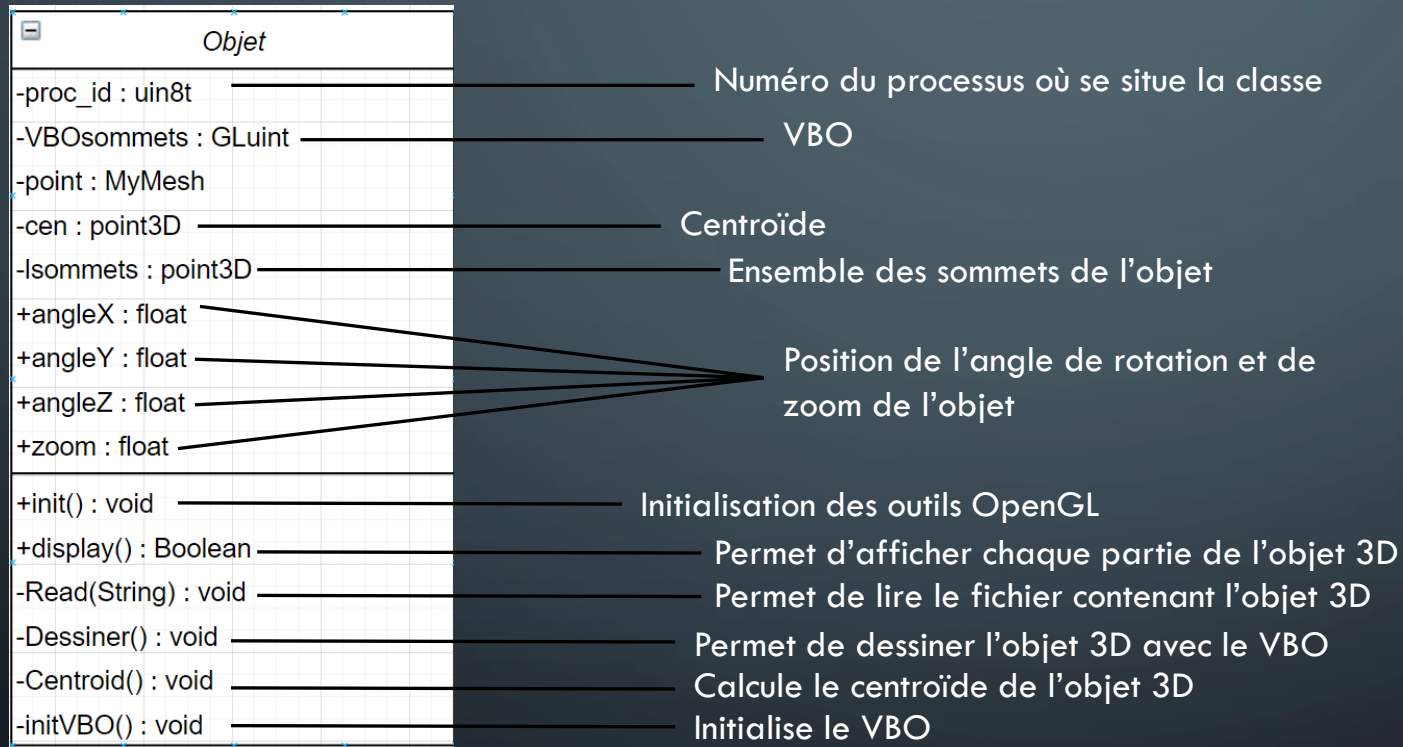 Objet
-proc_id : uin8t
Numéro du processus où se situe la classe
-VBOsommets : GLuint
VBO
-point : MyMesh
-cen : point3D
Centroïde
-lsommets : point3D
Ensemble des sommets de l'objet
+angleX : float
+angleY : float
+angleZ : float
+zoom : float
Position de l'angle de rotation et de
zoom de l'objet
+init() : void
Initialisation des outils OpenGL
+display() : Boolean
Permet d'afficher chaque partie de l'objet 3D
-Read(String) : void
Permet de lire le fichier contenant l'objet 3D
-Dessiner() : void
Permet de dessiner l'objet 3D avec le VBO
-Centroid() : void
Calcule le centroïde de l'objet 3D
-initVBO() : void
Initialise le VBO